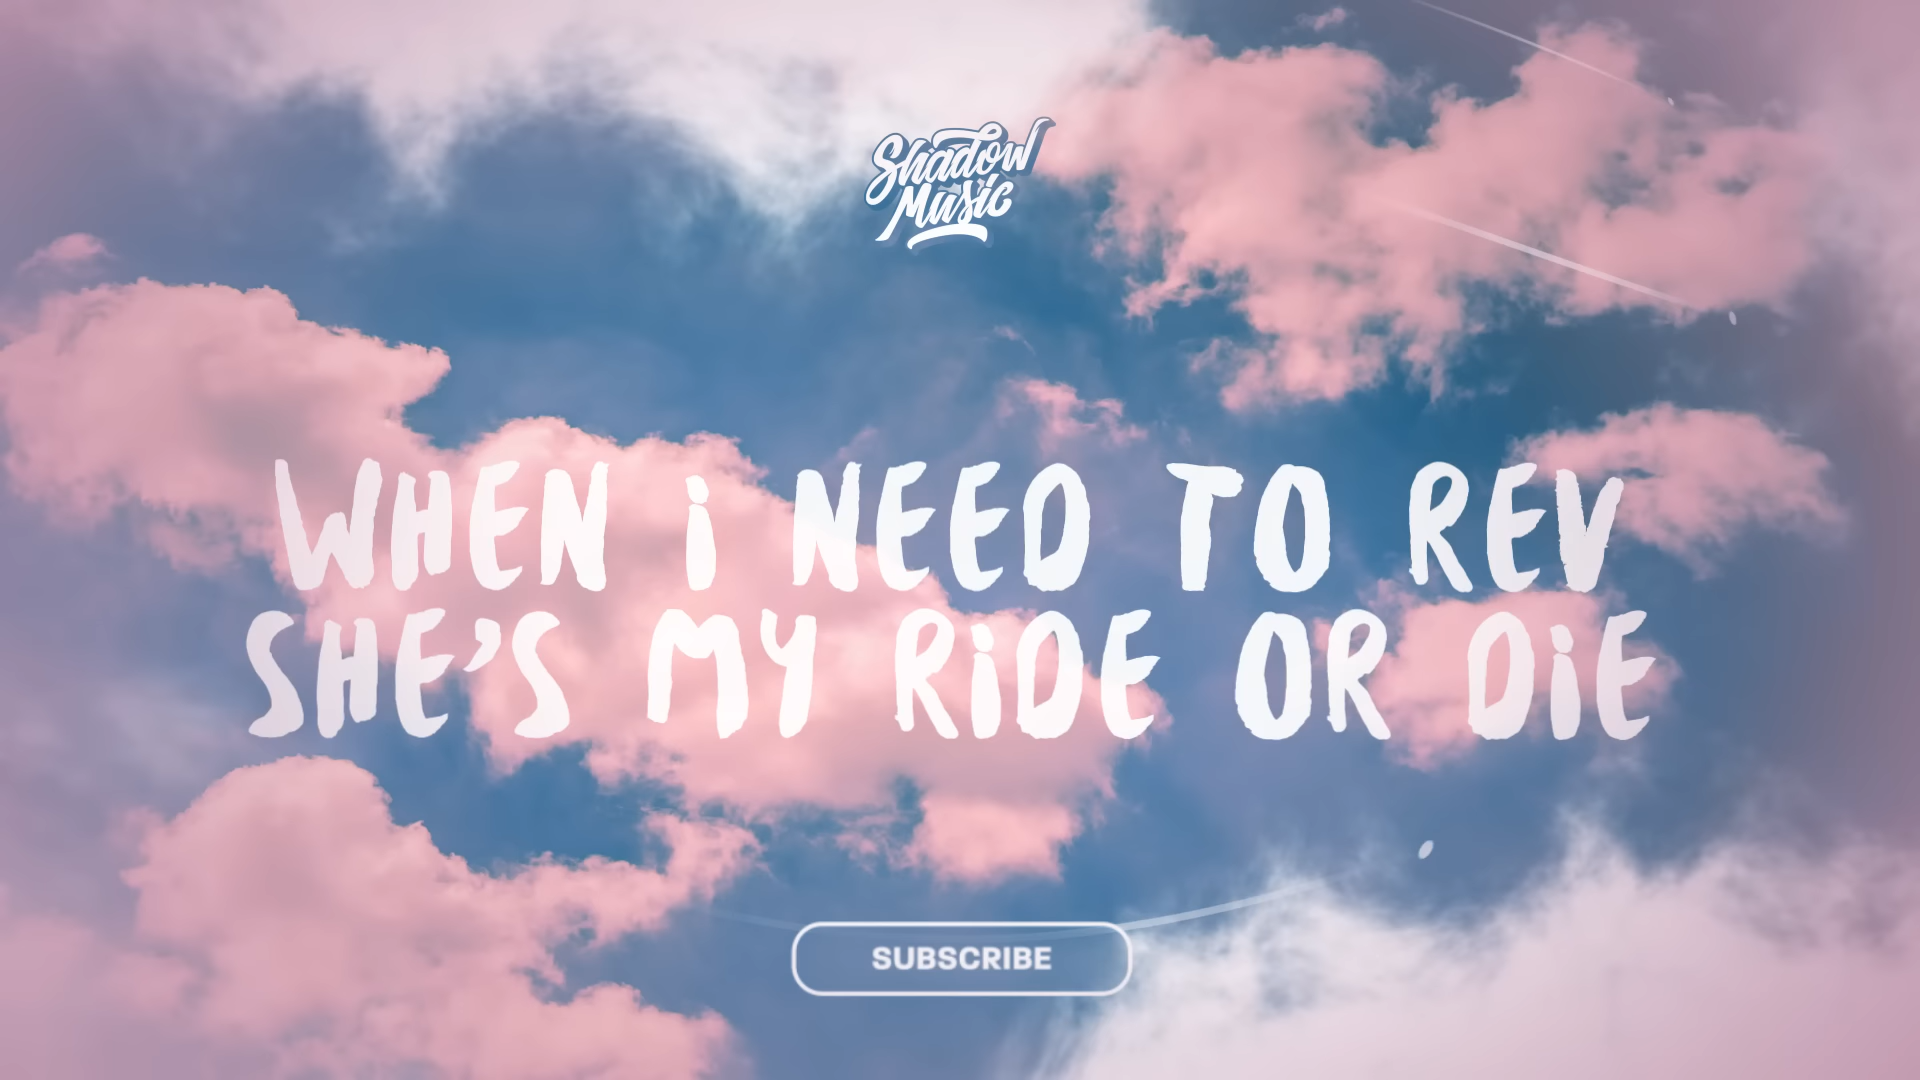 Shadow
Music
WHEN i NEED TO REV
SHE'S MY RiDE OR DiE
SUBSCRIBE